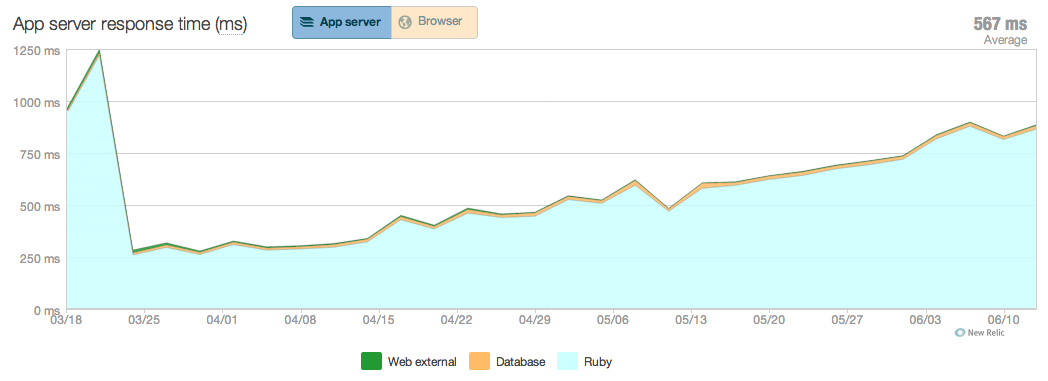 App server response time (ms)
App server
Browser
567 ms
Average
1250 ms
1000 ms
750 ms
500 ms
250 ms
0 ms
03/18 03/25 04/01 04/08 04/15 04/22 04/29 05/06 05/13 05/20 05/27 06/03 06/10
New Relic
Web external Database Ruby